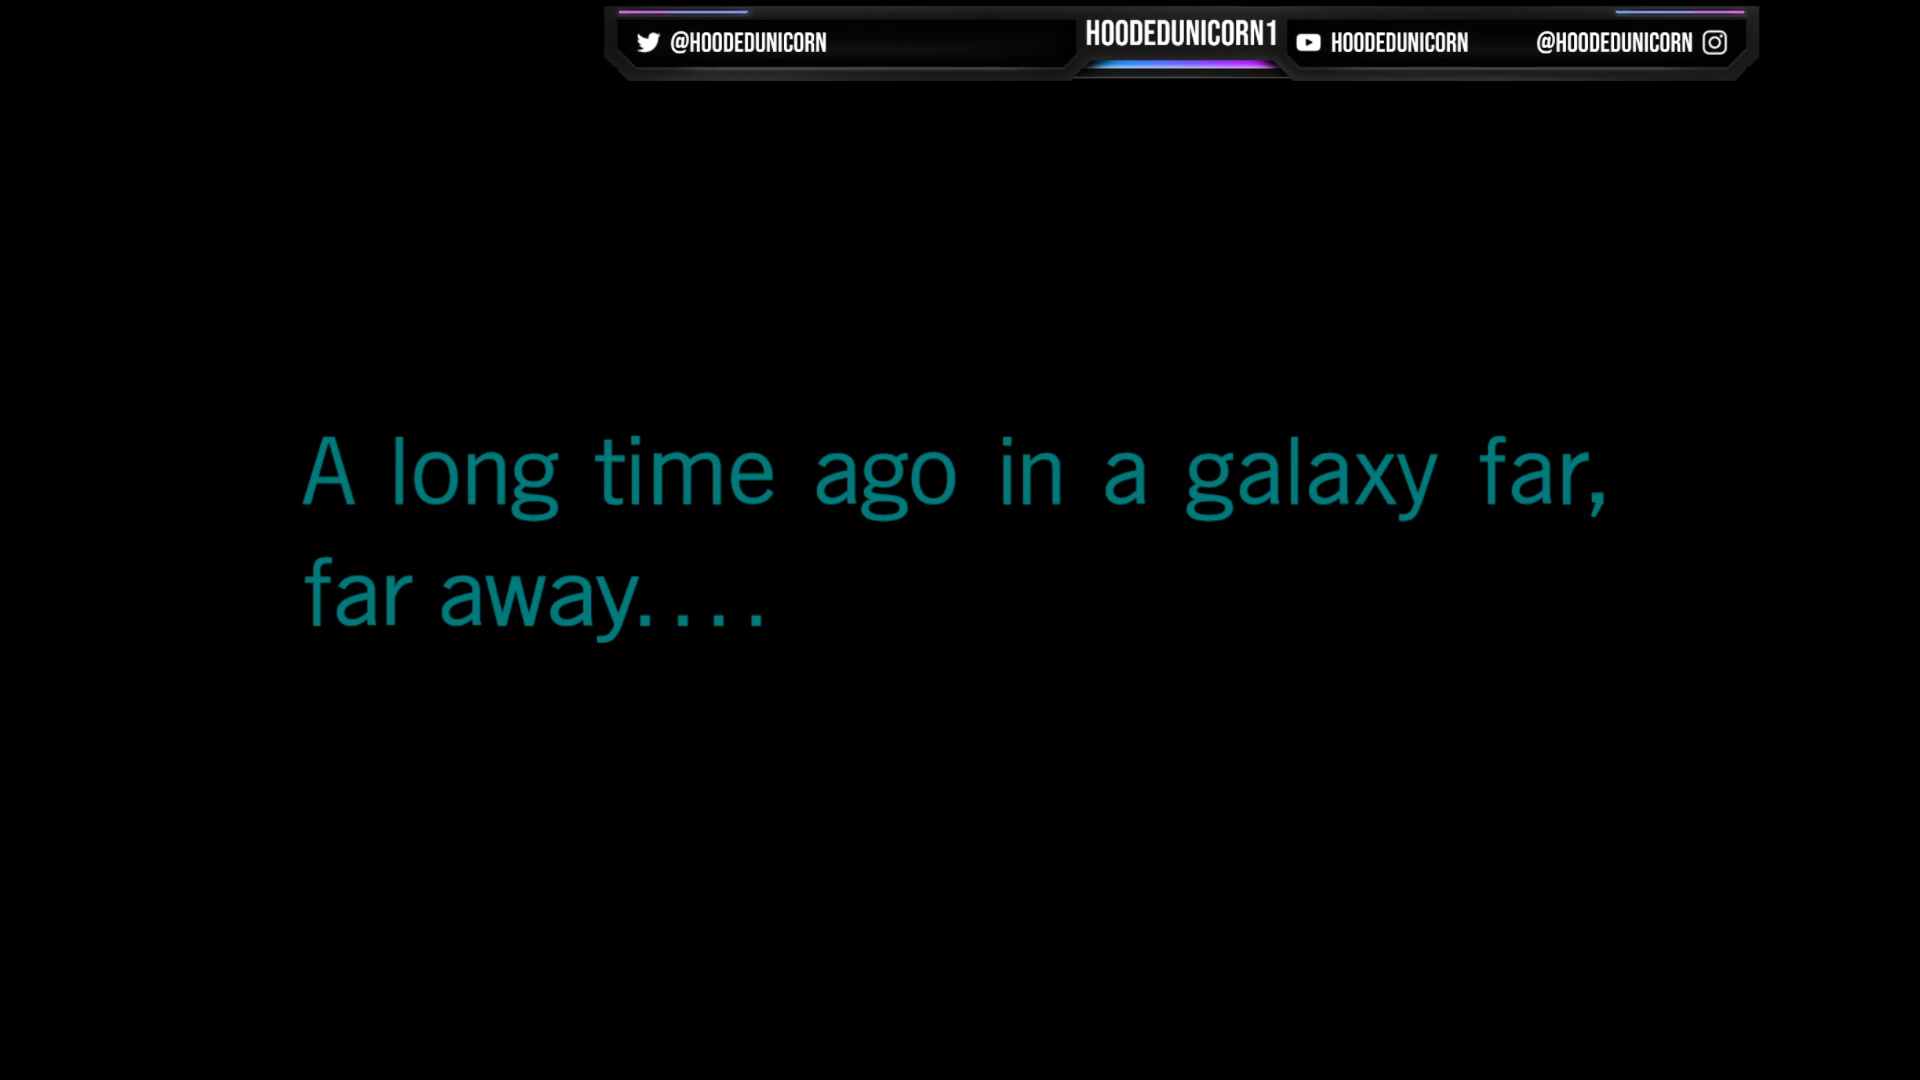 @HOODEDUNICORN HOODEDUNICORN1 HOODEDUNICORN @HOODEDUNICORN
A long time ago in a galaxy far,
far away....